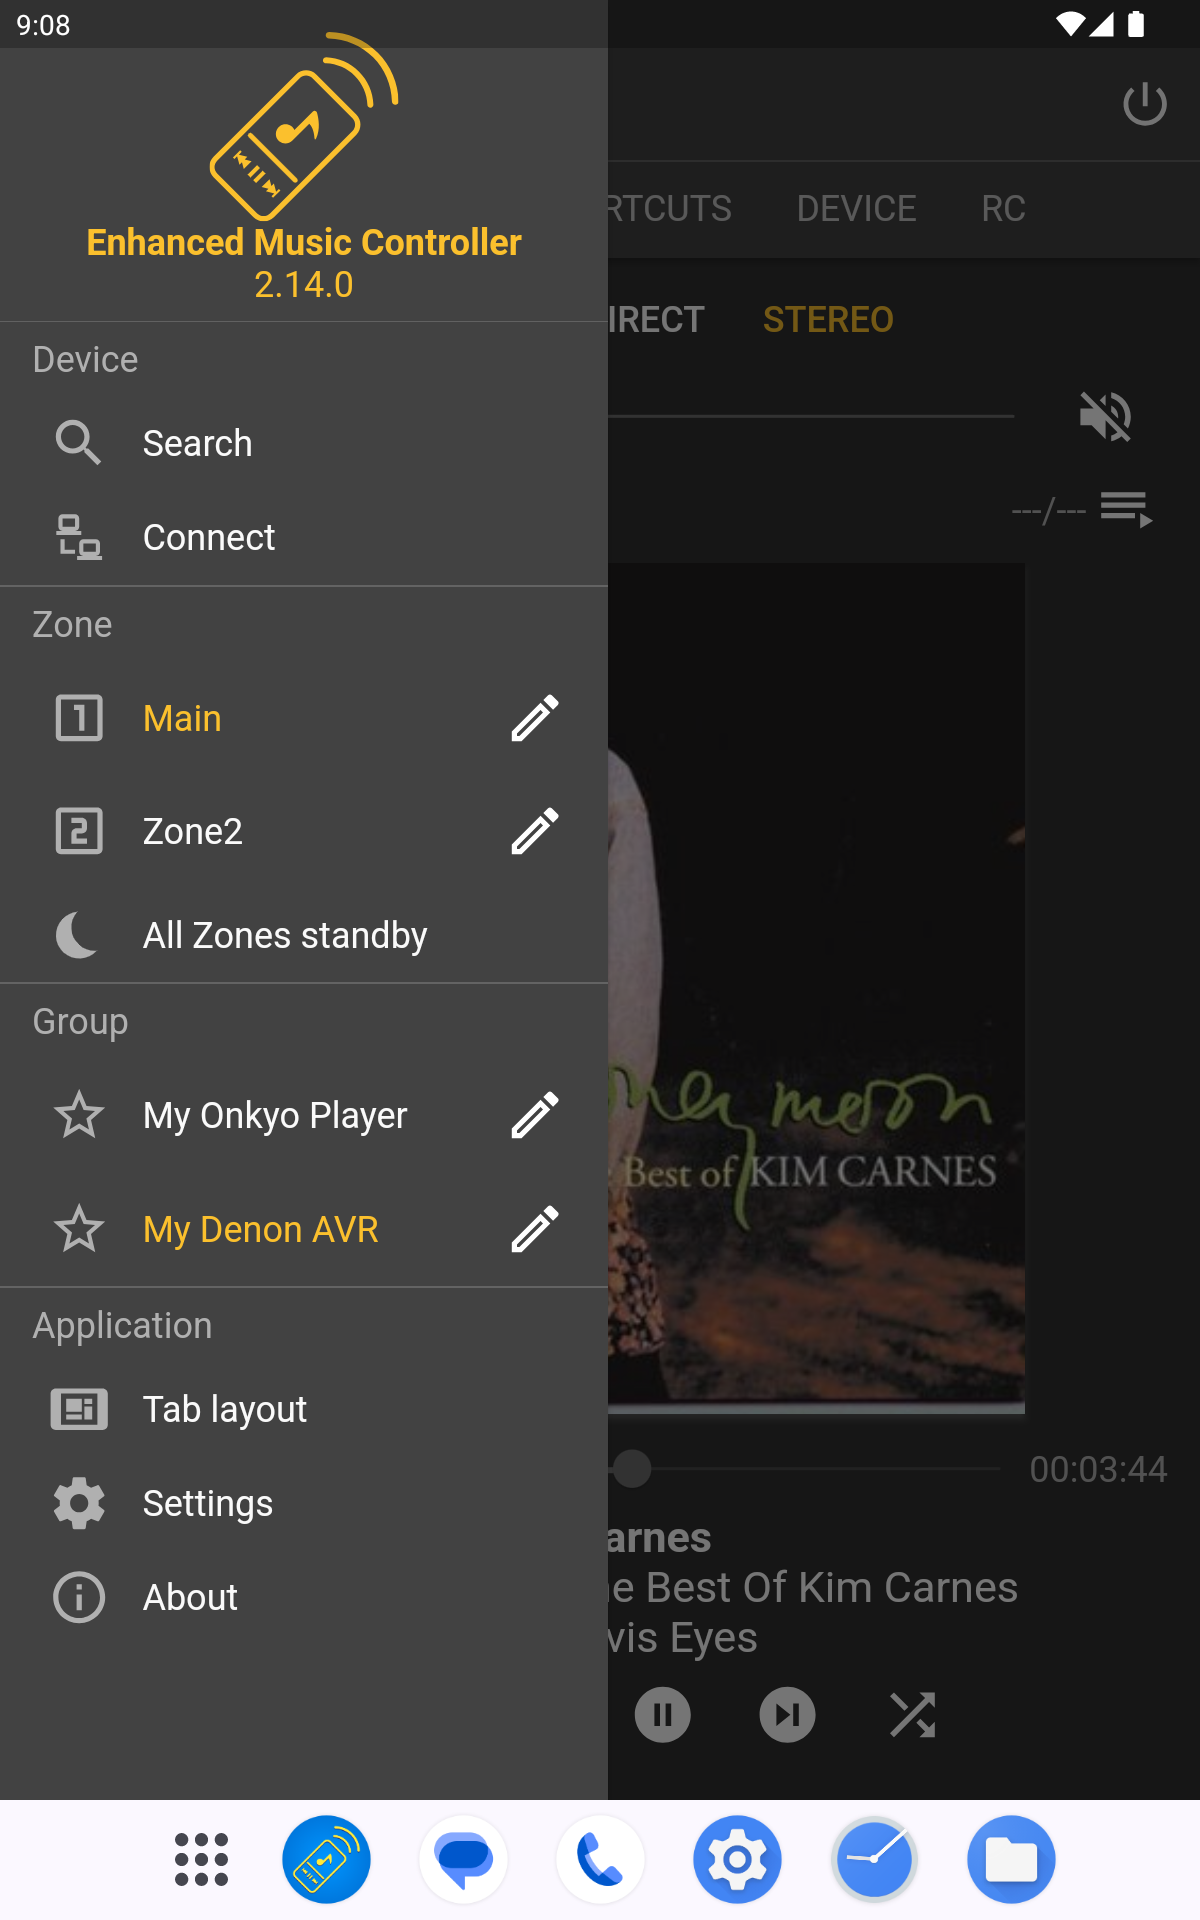 9:08
Enhanced Music Controller
2.14.0
Device
Search
Connect
Zone
Main
Zone2
All Zones standby
Group
My Onkyo Player
My Denon AVR
Application
Tab layout
Settings
About
RTCUTS DEVICE RC
IRECT STEREO
---/---
ney moon
Best of KIM CARNES
00:03:44
arnes
e Best Of Kim Carnes
vis Eyes